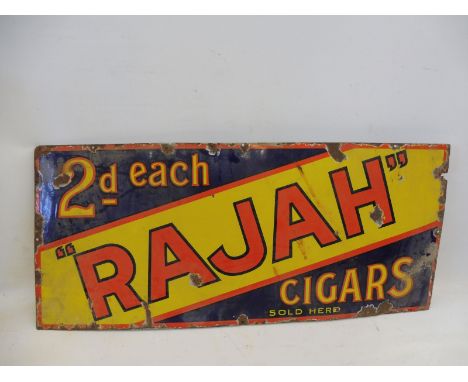 2d each
"RAJAH"
CIGARS
SOLD HERE